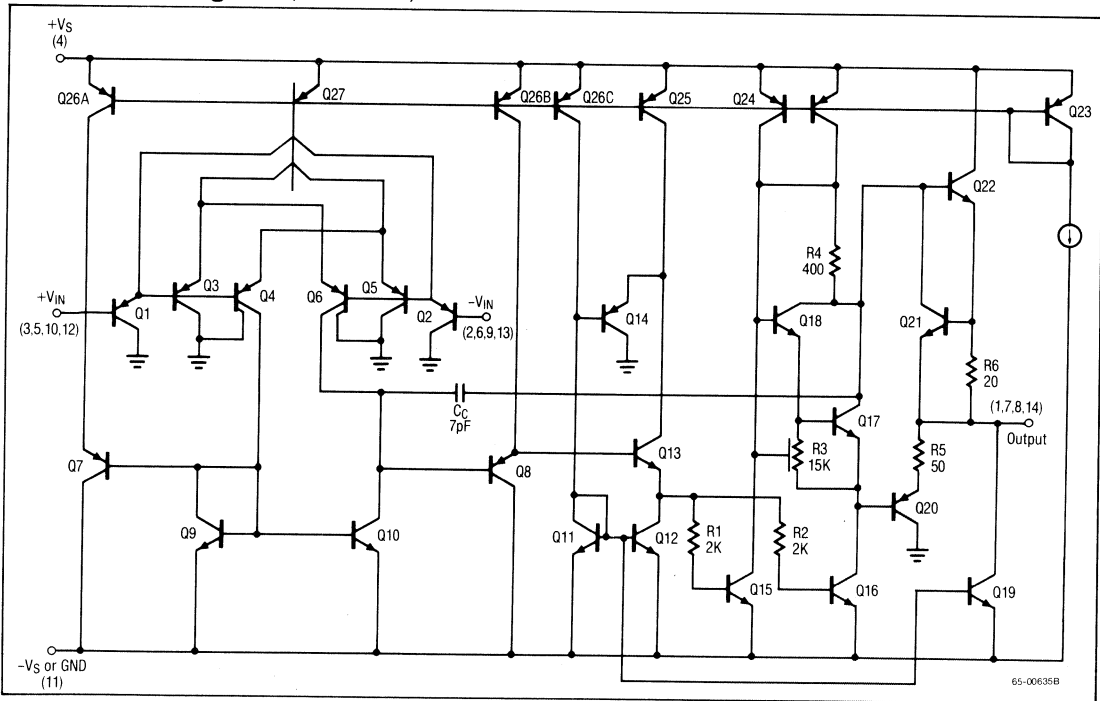 +VS
(4)
Q26A
Q27
Q26B
Q26C
Q25
Q24
Q23
Q22
R4
400
Q3
Q4
Q6
Q5
+VIN
(3,5,10,12)
Q1
Q2
−VIN
(2,6,9,13)
Q14
Q18
Q21
R6
20
CC
7pF
Q17
(1,7,8,14)
Output
Q7
Q8
Q13
R3
15K
R5
50
Q20
Q9
Q10
Q11
Q12
R1
2K
R2
2K
Q15
Q16
Q19
−VS or GND
(11)
65-00635B